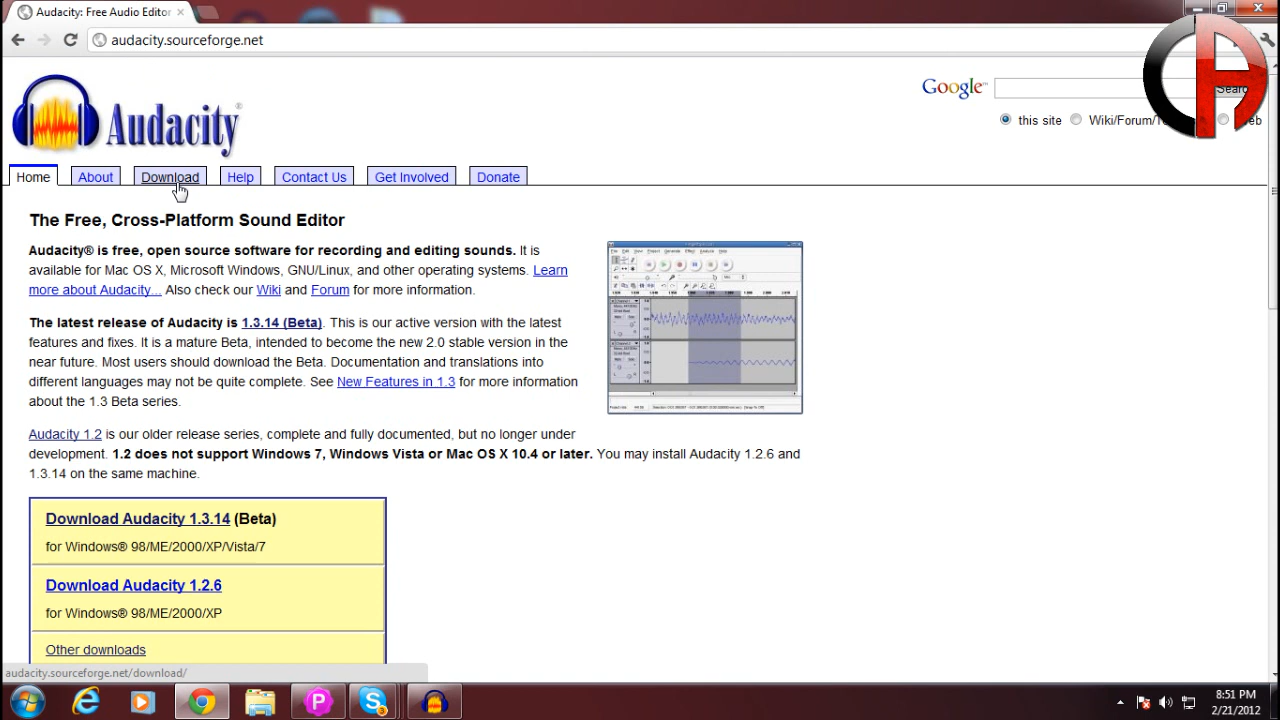 Audacity: Free Audio Editor
audacity.sourceforge.net
Audacity®
Google™
this site Wiki/Forum/
Home About Download Help Contact Us Get Involved Donate
The Free, Cross-Platform Sound Editor
Audacity® is free, open source software for recording and editing sounds. It is
available for Mac OS X, Microsoft Windows, GNU/Linux, and other operating systems. Learn
more about Audacity... Also check our Wiki and Forum for more information.
The latest release of Audacity is 1.3.14 (Beta). This is our active version with the latest
features and fixes. It is a mature Beta, intended to become the new 2.0 stable version in the
near future. Most users should download the Beta. Documentation and translations into
different languages may not be quite complete. See New Features in 1.3 for more information
about the 1.3 Beta series.
Audacity 1.2 is our older release series, complete and fully documented, but no longer under
development. 1.2 does not support Windows 7, Windows Vista or Mac OS X 10.4 or later. You may install Audacity 1.2.6 and
1.3.14 on the same machine.
Download Audacity 1.3.14 (Beta)
for Windows® 98/ME/2000/XP/Vista/7
Download Audacity 1.2.6
for Windows® 98/ME/2000/XP
Other downloads
audacity.sourceforge.net/download/
8:51 PM
2/21/2012